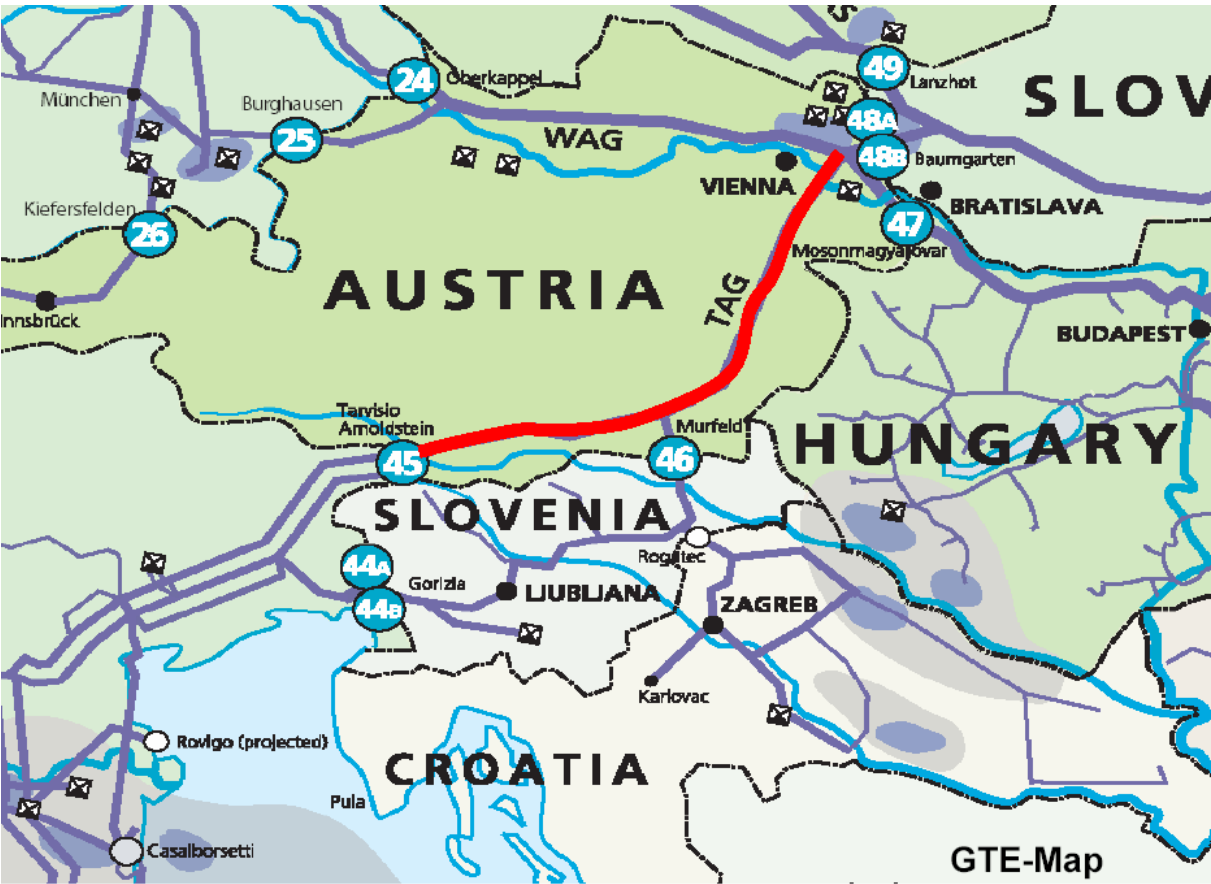 24
Oberkappel
49
Lanzhot
SLOV
München
Burghausen
25
WAG
48A
48B
Baumgarten
VIENNA
BRATISLAVA
Kiefersfelden
26
47
Mosonmagyarovar
AUSTRIA
TAG
Innsbrück
BUDAPEST
Tarvisio
Arnoldstein
45
Murfeld
46
HUNGARY
SLOVENIA
Rogatec
44A
Gorizia
44B
LJUBLJANA
ZAGREB
Karlovac
Rovigo (projected)
CROATIA
Pula
Casalborsetti
GTE-Map